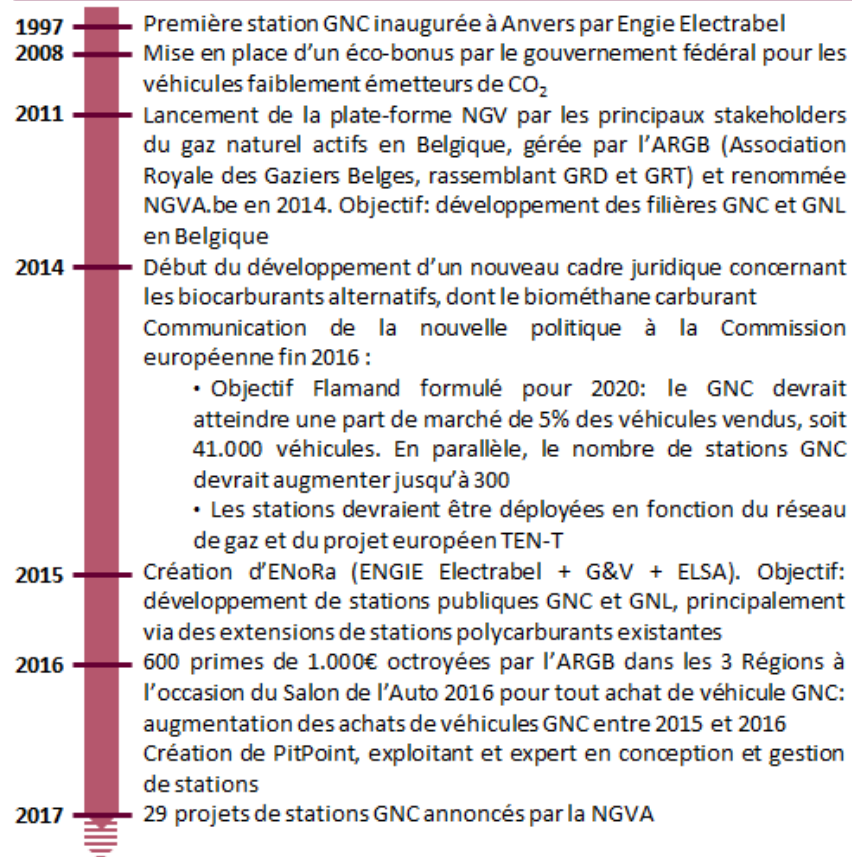 1997 Première station GNC inaugurée à Anvers par Engie Electrabel
2008 Mise en place d'un éco-bonus par le gouvernement fédéral pour les
véhicules faiblement émetteurs de CO₂
2011 Lancement de la plate-forme NGV par les principaux stakeholders
du gaz naturel actifs en Belgique, gérée par l'ARGB (Association
Royale des Gaziers Belges, rassemblant GRD et GRT) et renommée
NGVA.be en 2014. Objectif: développement des filières GNC et GNL
en Belgique
2014 Début du développement d'un nouveau cadre juridique concernant
les biocarburants alternatifs, dont le biométhane carburant
Communication de la nouvelle politique à la Commission
européenne fin 2016 :
• Objectif Flamand formulé pour 2020: le GNC devrait
atteindre une part de marché de 5% des véhicules vendus, soit
41.000 véhicules. En parallèle, le nombre de stations GNC
devrait augmenter jusqu'à 300
• Les stations devraient être déployées en fonction du réseau
de gaz et du projet européen TEN-T
2015 Création d'ENoRa (ENGIE Electrabel + G&V + ELSA). Objectif:
développement de stations publiques GNC et GNL, principalement
via des extensions de stations polycarburants existantes
2016 600 primes de 1.000€ octroyées par l'ARGB dans les 3 Régions à
l'occasion du Salon de l'Auto 2016 pour tout achat de véhicule GNC:
augmentation des achats de véhicules GNC entre 2015 et 2016
Création de PitPoint, exploitant et expert en conception et gestion
de stations
2017 29 projets de stations GNC annoncés par la NGVA